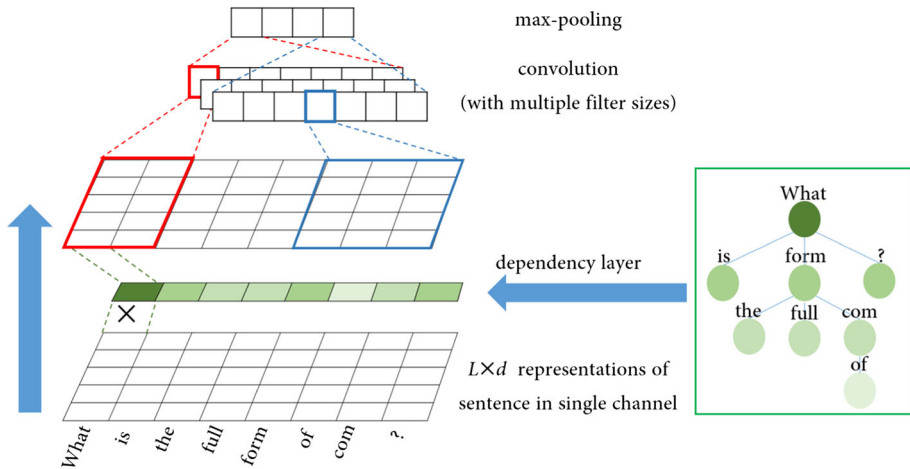 max-pooling
convolution
(with multiple filter sizes)
What
is form ?
dependency layer
the full com
×
of
L×d representations of
sentence in single channel
What is the full form of com ?